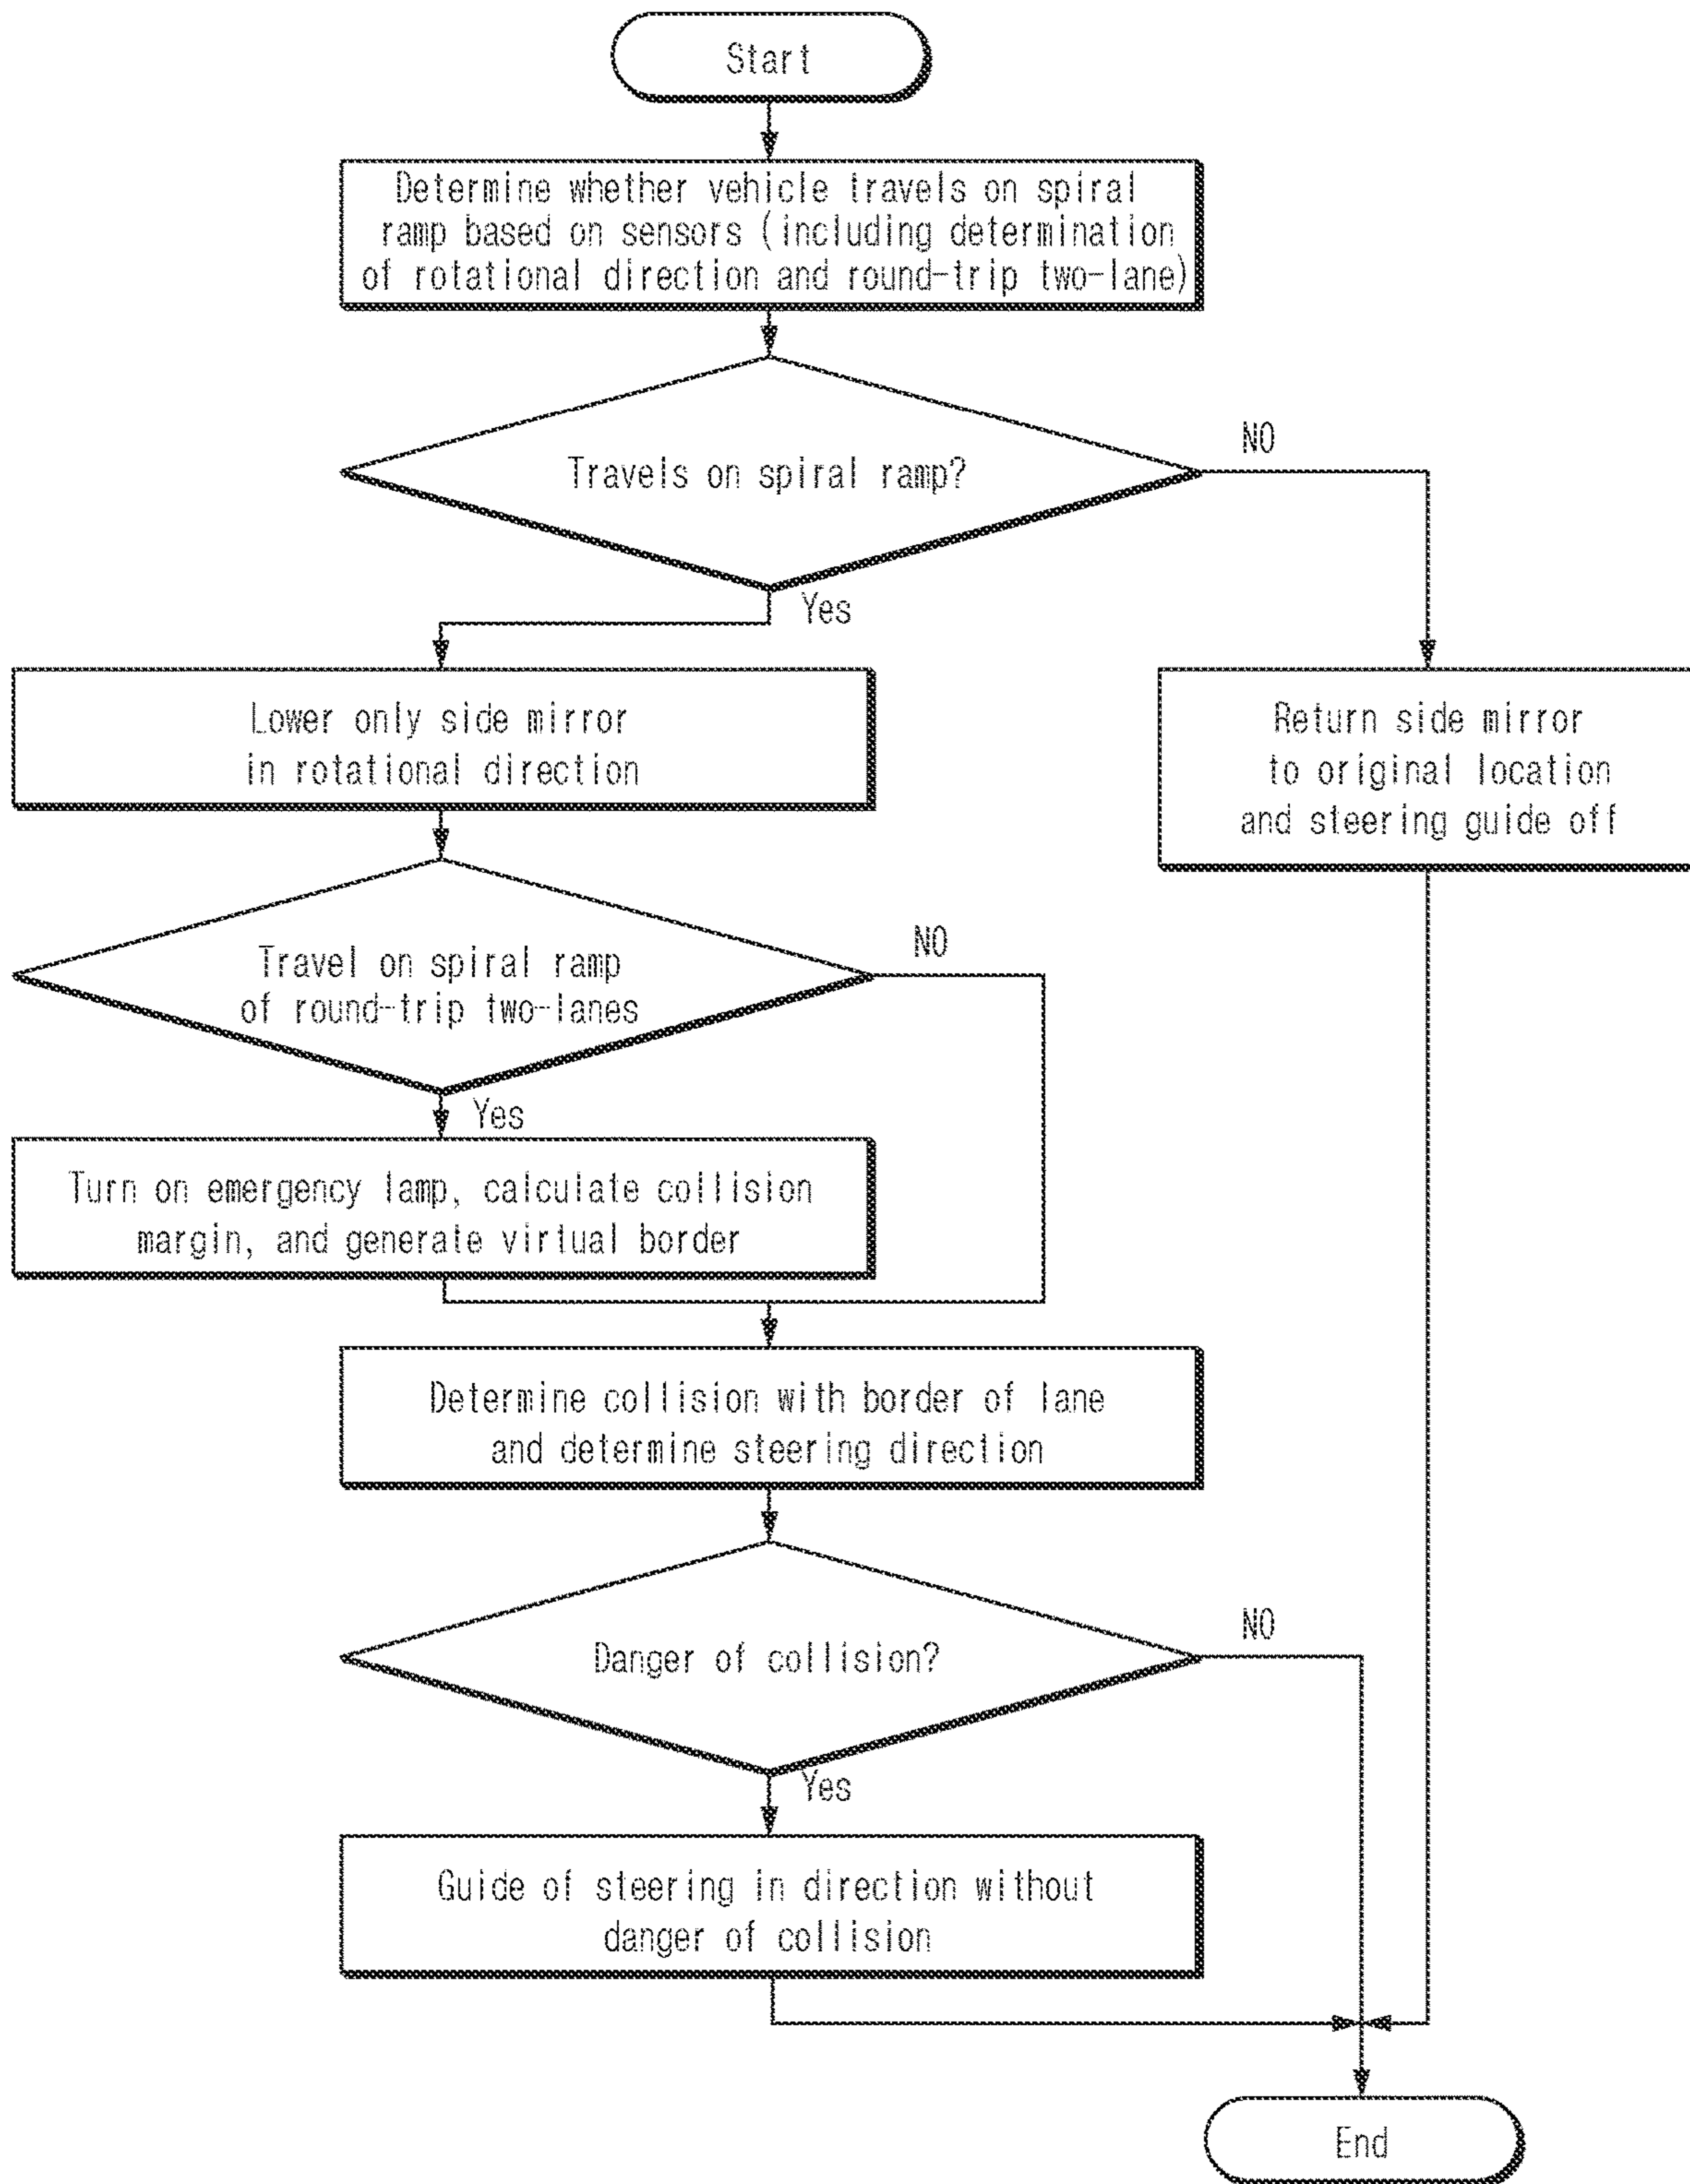 Start
Determine whether vehicle travels on spiral
ramp based on sensors (including determination
of rotational direction and round-trip two-lane)
Travels on spiral ramp?
NO
Yes
Lower only side mirror
in rotational direction
Return side mirror
to original location
and steering guide off
Travel on spiral ramp
of round-trip two-lanes
NO
Yes
Turn on emergency lamp, calculate collision
margin, and generate virtual border
Determine collision with border of lane
and determine steering direction
Danger of collision?
NO
Yes
Guide of steering in direction without
danger of collision
End